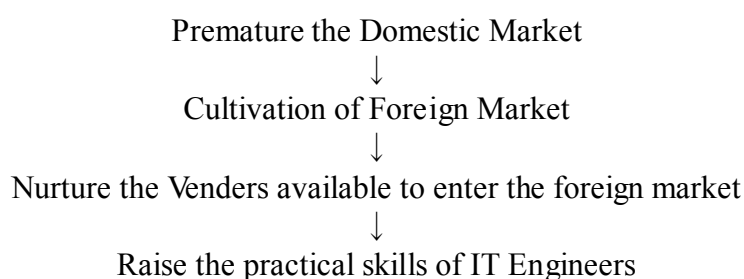 Premature the Domestic Market
↓
Cultivation of Foreign Market
↓
Nurture the Venders available to enter the foreign market
↓
Raise the practical skills of IT Engineers